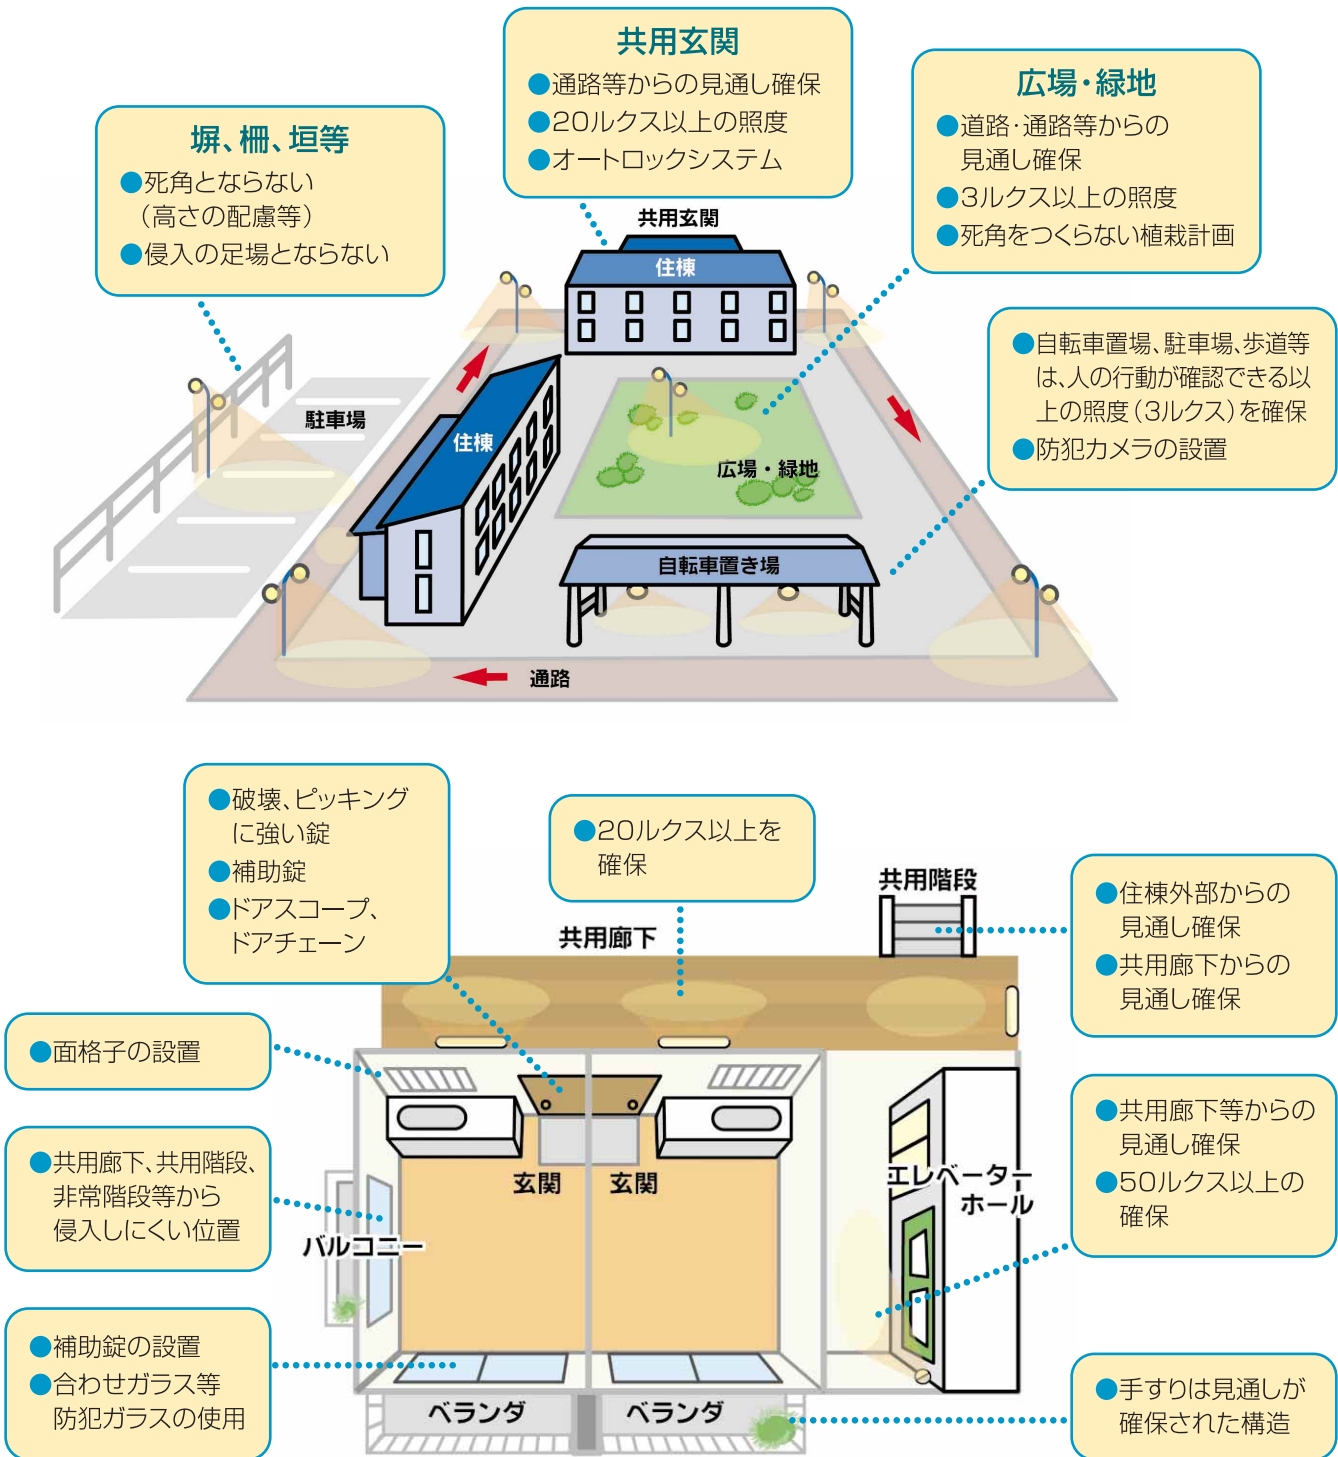 共用玄関
●通路等からの見通し確保
●20ルクス以上の照度
●オートロックシステム
広場・緑地
●道路・通路等からの
見通し確保
●3ルクス以上の照度
●死角をつくらない植栽計画
塀、柵、垣等
●死角とならない
（高さの配慮等）
●侵入の足場とならない
共用玄関
住棟
●自転車置場、駐車場、歩道等
は、人の行動が確認できる以
上の照度（3ルクス）を確保
●防犯カメラの設置
駐車場
住棟
広場・緑地
自転車置き場
通路
●破壊、ピッキング
に強い錠
●補助錠
●ドアスコープ、
ドアチェーン
●20ルクス以上を
確保
共用階段
●住棟外部からの
見通し確保
●共用廊下からの
見通し確保
共用廊下
●面格子の設置
●共用廊下等からの
見通し確保
●50ルクス以上の
確保
●共用廊下、共用階段、
非常階段等から
侵入しにくい位置
玄関
玄関
エレベーター
ホール
バルコニー
●補助錠の設置
●合わせガラス等
防犯ガラスの使用
ベランダ
ベランダ
●手すりは見通しが
確保された構造